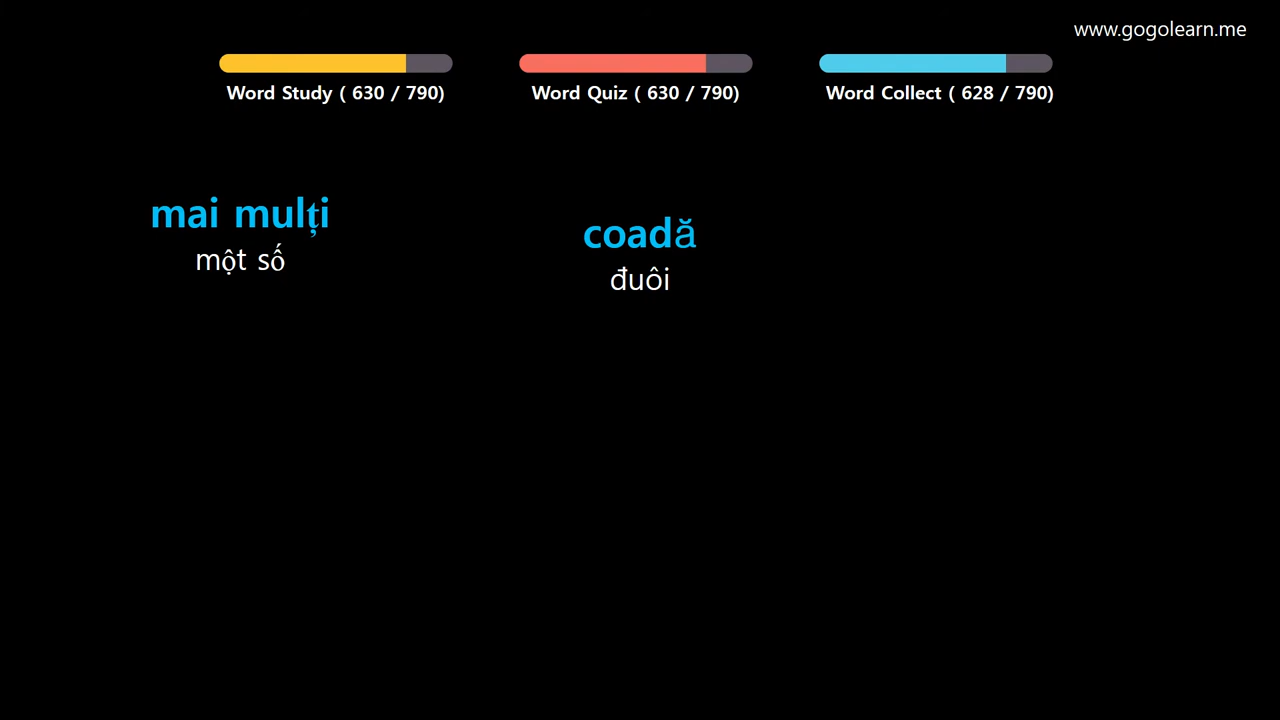 www.gogolearn.me
Word Study ( 630 / 790)
Word Quiz ( 630 / 790)
Word Collect ( 628 / 790)
mai mulți
một số
coadă
đuôi